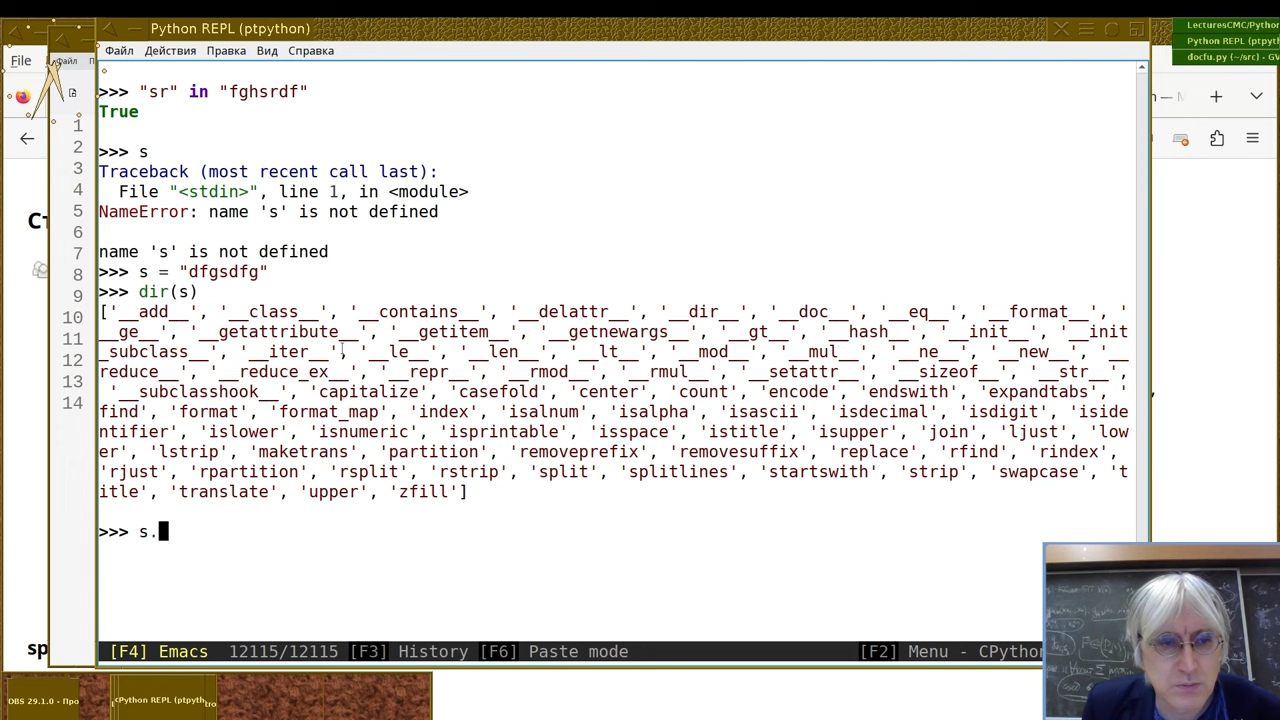 Python REPL (ptpython)
LecturesCMC/
Python REPL (ptpyth
docfu.py (~/src) - GV
Файл Действия Правка Вид Справка
File
Файл
>>> "sr" in "fghsrdf"
True
>>> s
Traceback (most recent call last):
File "<stdin>", line 1, in <module>
NameError: name 's' is not defined
name 's' is not defined
>>> s = "dfgsdfg"
>>> dir(s)
['__add__', '__class__', '__contains__', '__delattr__', '__dir__', '__doc__', '__eq__', '__format__', '
__ge__', '__getattribute__', '__getitem__', '__getnewargs__', '__gt__', '__hash__', '__init__', '__init
_subclass__', '__iter__', '__le__', '__len__', '__lt__', '__mod__', '__mul__', '__ne__', '__new__', '__
reduce__', '__reduce_ex__', '__repr__', '__rmod__', '__rmul__', '__setattr__', '__sizeof__', '__str__',
'__subclasshook__', 'capitalize', 'casefold', 'center', 'count', 'encode', 'endswith', 'expandtabs', '
find', 'format', 'format_map', 'index', 'isalnum', 'isalpha', 'isascii', 'isdecimal', 'isdigit', 'iside
ntifier', 'islower', 'isnumeric', 'isprintable', 'isspace', 'istitle', 'isupper', 'join', 'ljust', 'low
er', 'lstrip', 'maketrans', 'partition', 'removeprefix', 'removesuffix', 'replace', 'rfind', 'rindex',
'rjust', 'rpartition', 'rsplit', 'rstrip', 'split', 'splitlines', 'startswith', 'strip', 'swapcase', 't
itle', 'translate', 'upper', 'zfill']
>>> s.
1
2
3
4
5
6
7
8
9
10
11
12
13
14
Ст
sp
[F4] Emacs 12115/12115 [F3] History [F6] Paste mode [F2] Menu - CPython
OBS 29.1.0 - Про
Python REPL (ptpyth